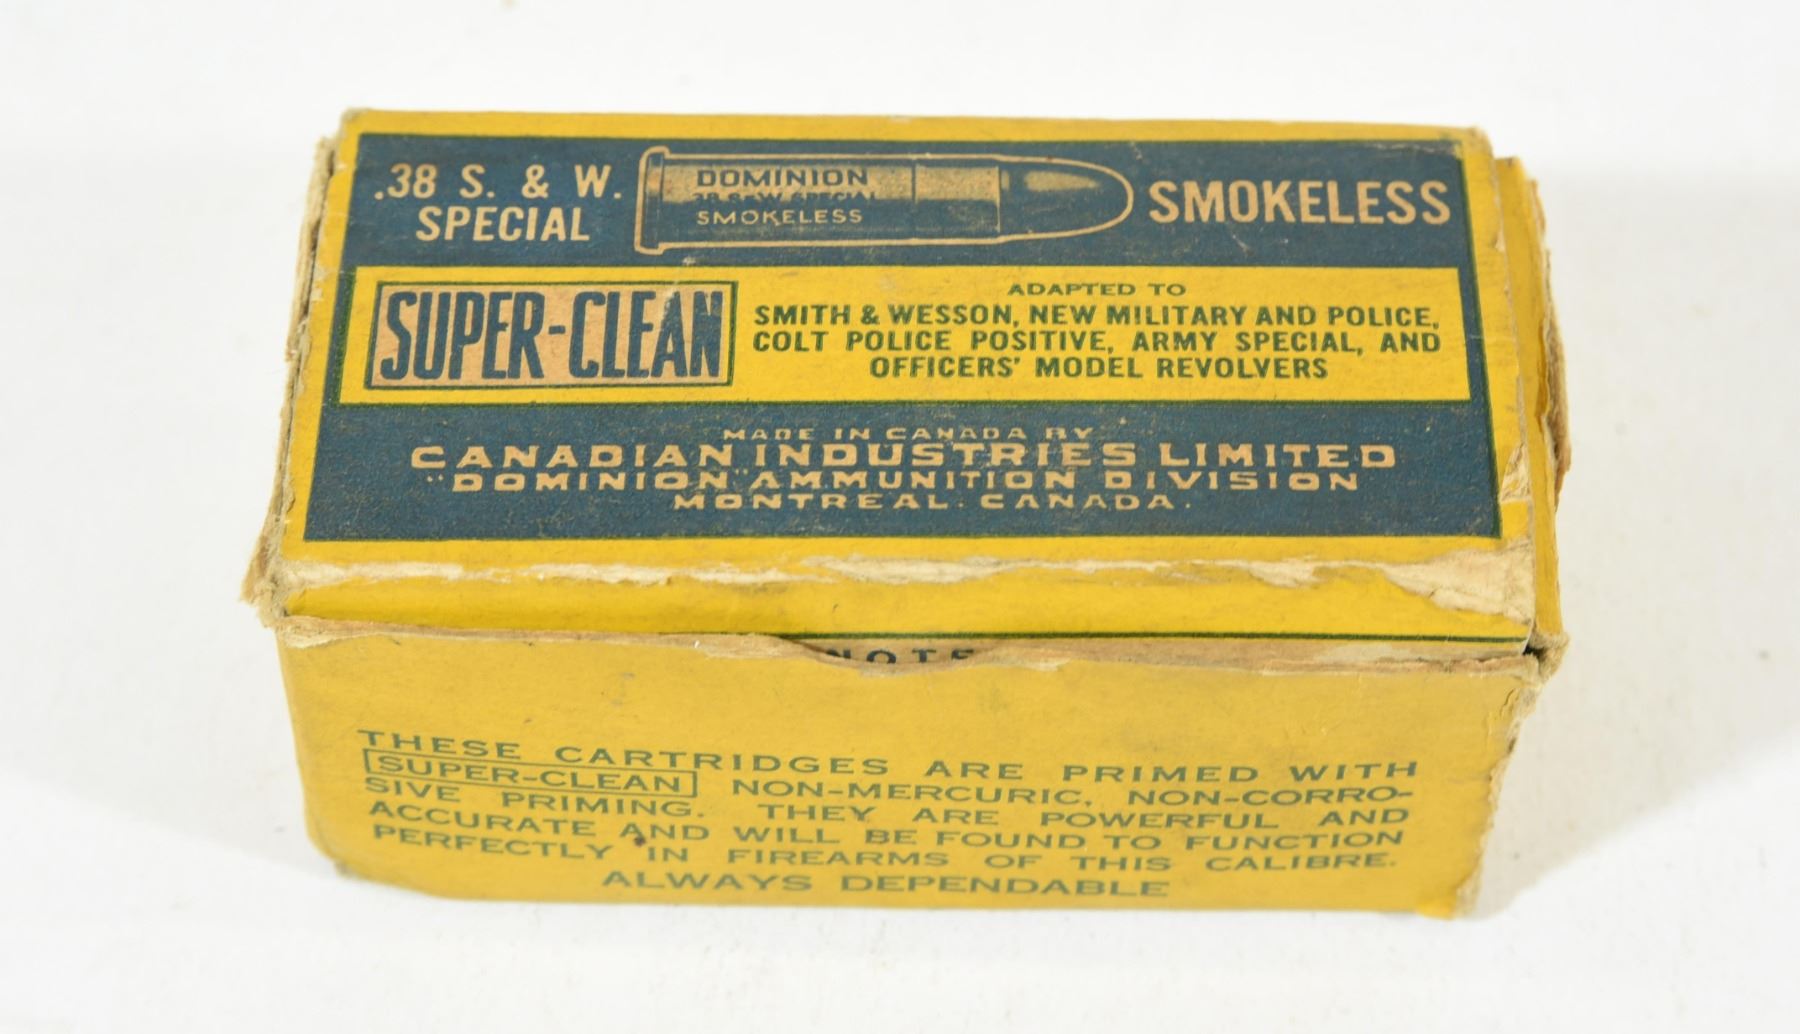 .38 S. & W.
SPECIAL
DOMINION
38 S & W SPECIAL
SMOKELESS
SMOKELESS
SUPER-CLEAN
ADAPTED TO
SMITH & WESSON, NEW MILITARY AND POLICE,
COLT POLICE POSITIVE, ARMY SPECIAL, AND
OFFICERS' MODEL REVOLVERS
MADE IN CANADA BY
CANADIAN INDUSTRIES LIMITED
"DOMINION" AMMUNITION DIVISION
MONTREAL. CANADA.
NOTE
THESE CARTRIDGES ARE PRIMED WITH
SUPER-CLEAN NON-MERCURIC, NON-CORRO-
SIVE PRIMING. THEY ARE POWERFUL AND
ACCURATE AND WILL BE FOUND TO FUNCTION
PERFECTLY IN FIREARMS OF THIS CALIBRE.
ALWAYS DEPENDABLE